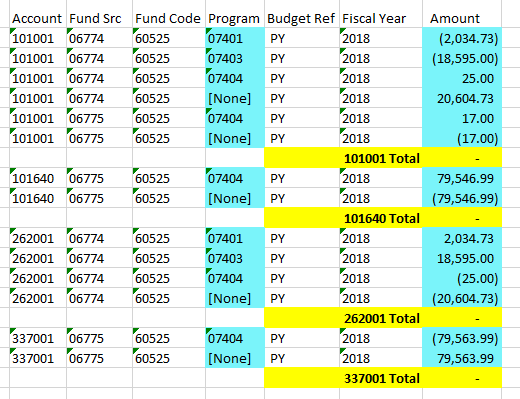 Account Fund Src Fund Code Program Budget Ref Fiscal Year Amount
101001 06774 60525 07401 PY 2018 (2,034.73)
101001 06774 60525 07403 PY 2018 (18,595.00)
101001 06774 60525 07404 PY 2018 25.00
101001 06774 60525 [None] PY 2018 20,604.73
101001 06775 60525 07404 PY 2018 17.00
101001 06775 60525 [None] PY 2018 (17.00)
101001 Total -
101640 06775 60525 07404 PY 2018 79,546.99
101640 06775 60525 [None] PY 2018 (79,546.99)
101640 Total -
262001 06774 60525 07401 PY 2018 2,034.73
262001 06774 60525 07403 PY 2018 18,595.00
262001 06774 60525 07404 PY 2018 (25.00)
262001 06774 60525 [None] PY 2018 (20,604.73)
262001 Total -
337001 06775 60525 07404 PY 2018 (79,563.99)
337001 06775 60525 [None] PY 2018 79,563.99
337001 Total -